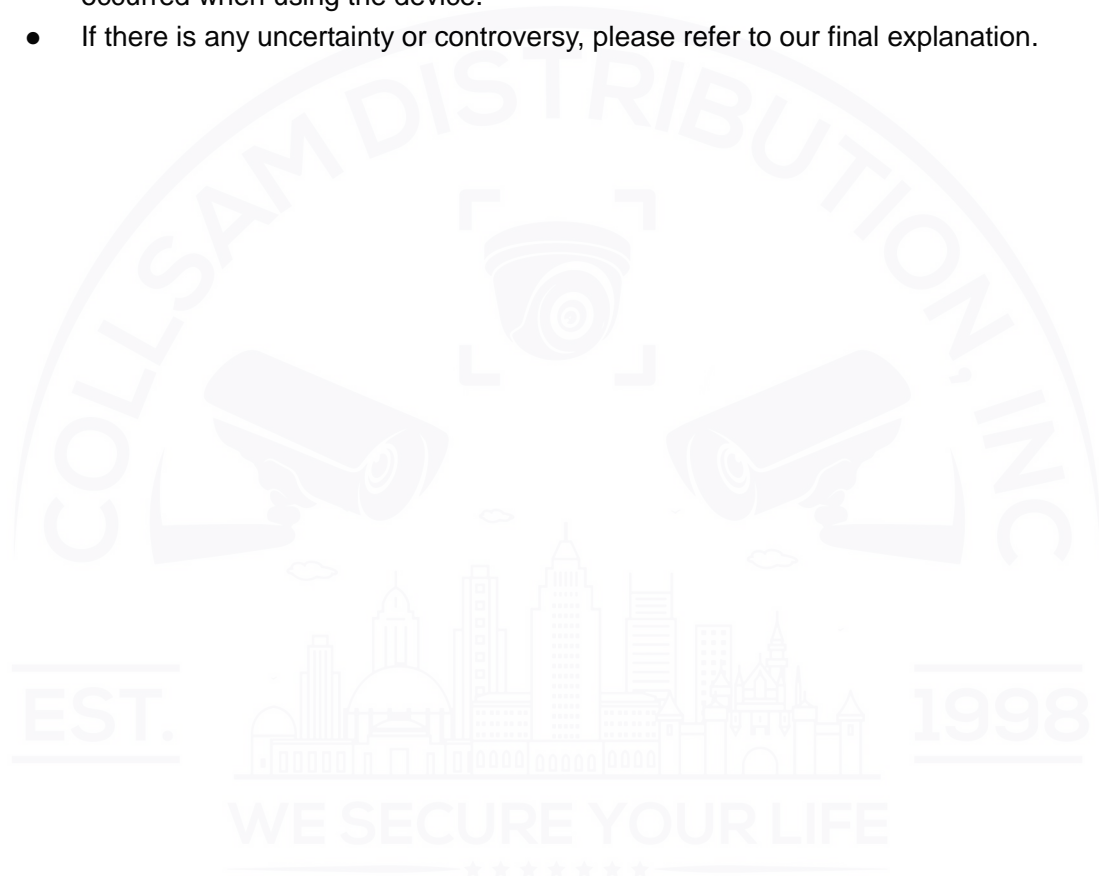 occurred when using the device.
● If there is any uncertainty or controversy, please refer to our final explanation.
COLLSAM DISTRIBUTION, INC
EST. 1998
WE SECURE YOUR LIFE